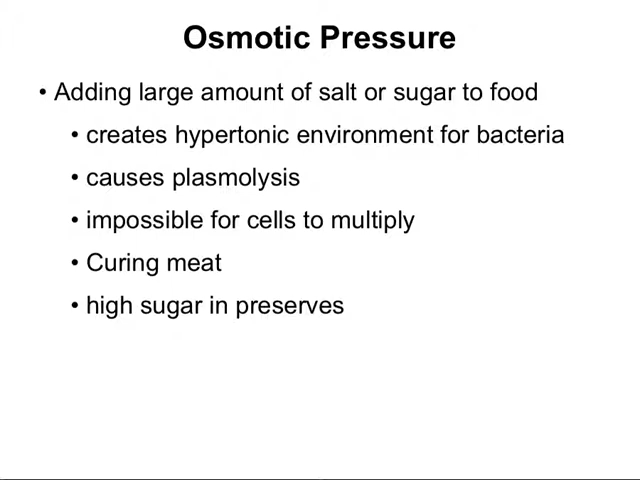 Osmotic Pressure
• Adding large amount of salt or sugar to food
• creates hypertonic environment for bacteria
• causes plasmolysis
• impossible for cells to multiply
• Curing meat
• high sugar in preserves